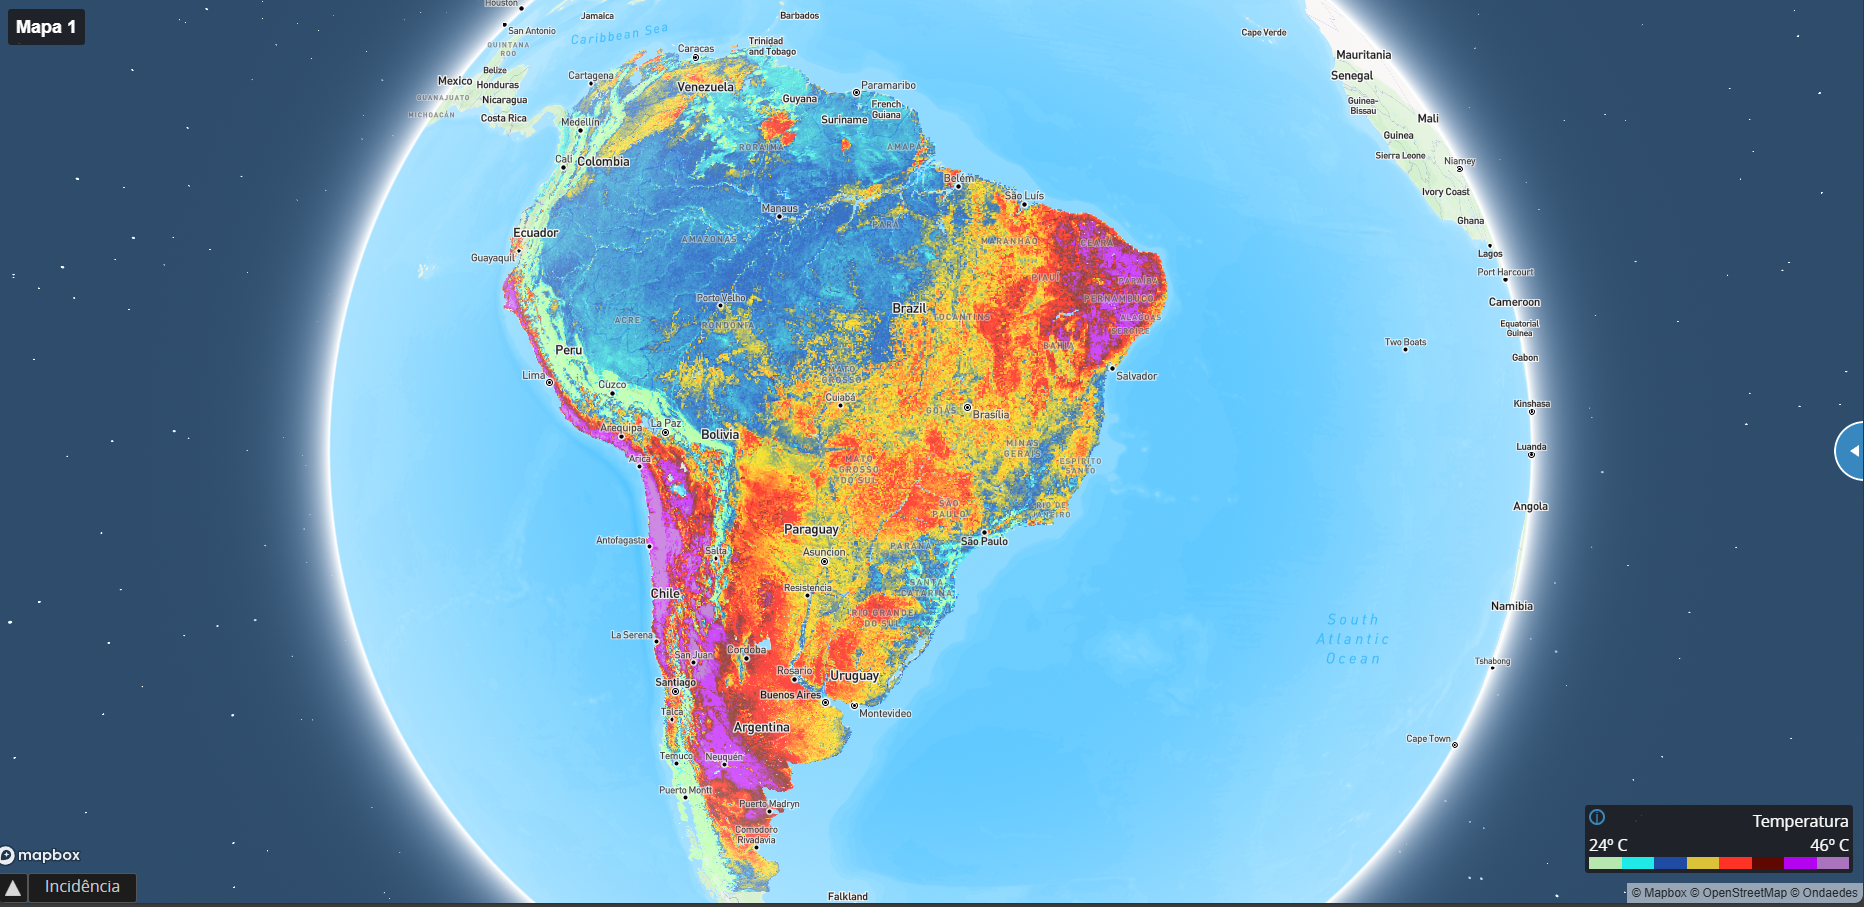 Mapa 1
Houston
Jamaica
Barbados
San Antonio
Caribbean Sea
Cape Verde
QUINTANA
ROO
Caracas
Trinidad
and Tobago
Mauritania
Belize
Cartagena
Senegal
Mexico
Honduras
Venezuela
Paramaribo
GUANAJUATO
Nicaragua
Guyana
French
Guiana
Guinea-
Bissau
MICHOACÁN
Costa Rica
Medellín
Suriname
Mali
Guinea
RORAIMA
AMAPÁ
Sierra Leone
Cali
Colombia
Niamey
Belém
Ivory Coast
São Luís
Manaus
Ghana
PARÁ
Ecuador
AMAZONAS
MARANHÃO
CEARÁ
Guayaquil
Lagos
PIAUÍ
PARAÍBA
Port Harcourt
Porto Velho
PERNAMBUCO
Cameroon
Brazil
ACRE
RONDÔNIA
TOCANTINS
ALAGOAS
SERGIPE
Equatorial
Guinea
Peru
BAHIA
Two Boats
Gabon
Lima
MATO
GROSSO
Salvador
Cuzco
Cuiabá
Kinshasa
GOIÁS
Brasília
Arequipa
La Paz
Bolivia
MINAS
GERAIS
Luanda
Arica
MATO
GROSSO
DO SUL
ESPÍRITO
SANTO
SÃO
PAULO
RIO DE
JANEIRO
Angola
Paraguay
Antofagasta
São Paulo
PARANÁ
Salta
Asuncion
Chile
Resistencia
SANTA
CATARINA
Namibia
RIO GRANDE
DO SUL
South
Atlantic
Ocean
La Serena
San Juan
Cordoba
Tshabong
Santiago
Rosario
Uruguay
Buenos Aires
Talca
Montevideo
Argentina
Cape Town
Temuco
Neuquén
Puerto Montt
Puerto Madryn
Comodoro
Rivadavia
Temperatura
24º C
46º C
mapbox
Incidência
Falkland
© Mapbox © OpenStreetMap © Ondaedes